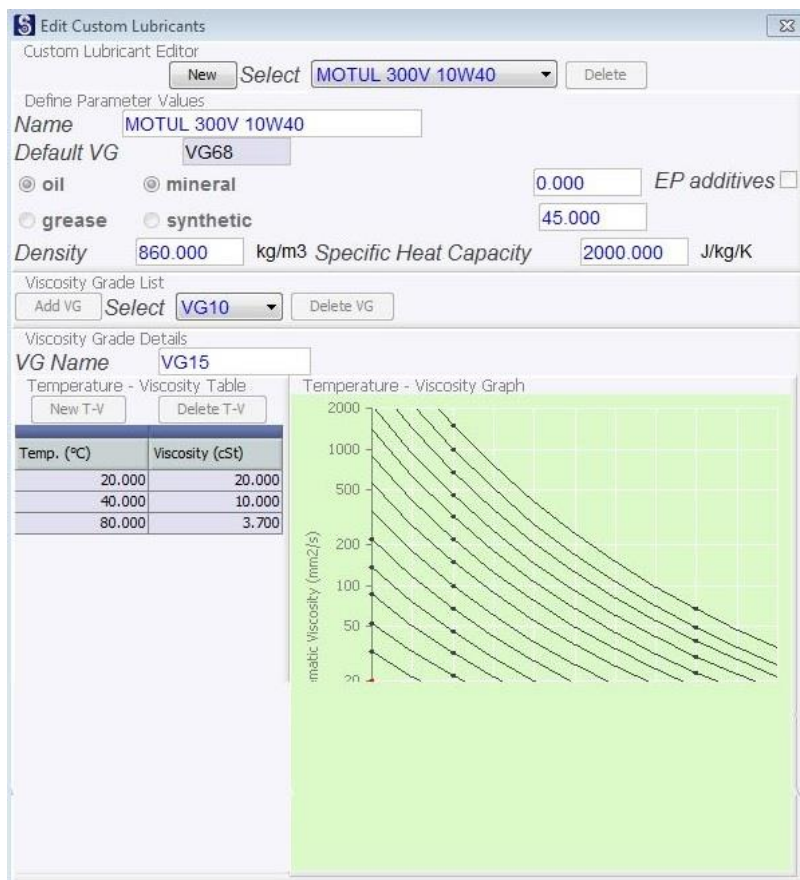 Edit Custom Lubricants
Custom Lubricant Editor
New Select MOTUL 300V 10W40 Delete
Define Parameter Values
Name MOTUL 300V 10W40
Default VG VG68
oil mineral 0.000 EP additives
grease synthetic 45.000
Density 860.000 kg/m3 Specific Heat Capacity 2000.000 J/kg/K
Viscosity Grade List
Add VG Select VG10 Delete VG
Viscosity Grade Details
VG Name VG15
Temperature - Viscosity Table
New T-V Delete T-V
Temp. (°C) Viscosity (cSt)
20.000 20.000
40.000 10.000
80.000 3.700
Temperature - Viscosity Graph
2000
1000
500
200
100
50
20
ematic Viscosity (mm2/s)